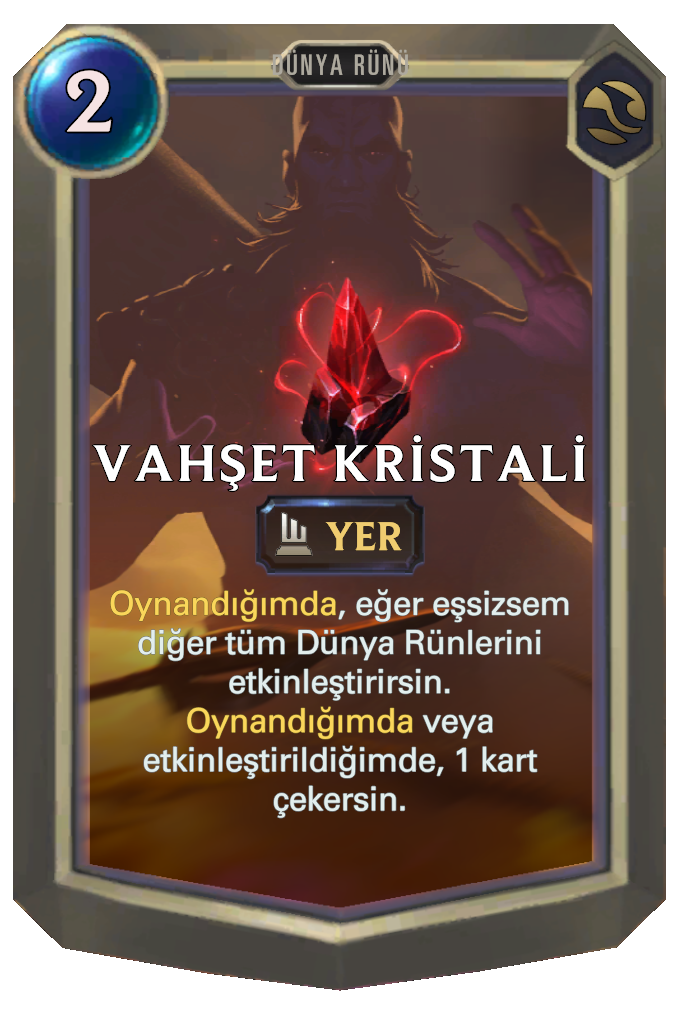 DÜNYA RÜNÜ
2
VAHŞET KRİSTALİ
YER
Oynandığımda, eğer eşsizsem
diğer tüm Dünya Rünlerini
etkinleştirirsin.
Oynandığımda veya
etkinleştirildiğimde, 1 kart
çekersin.